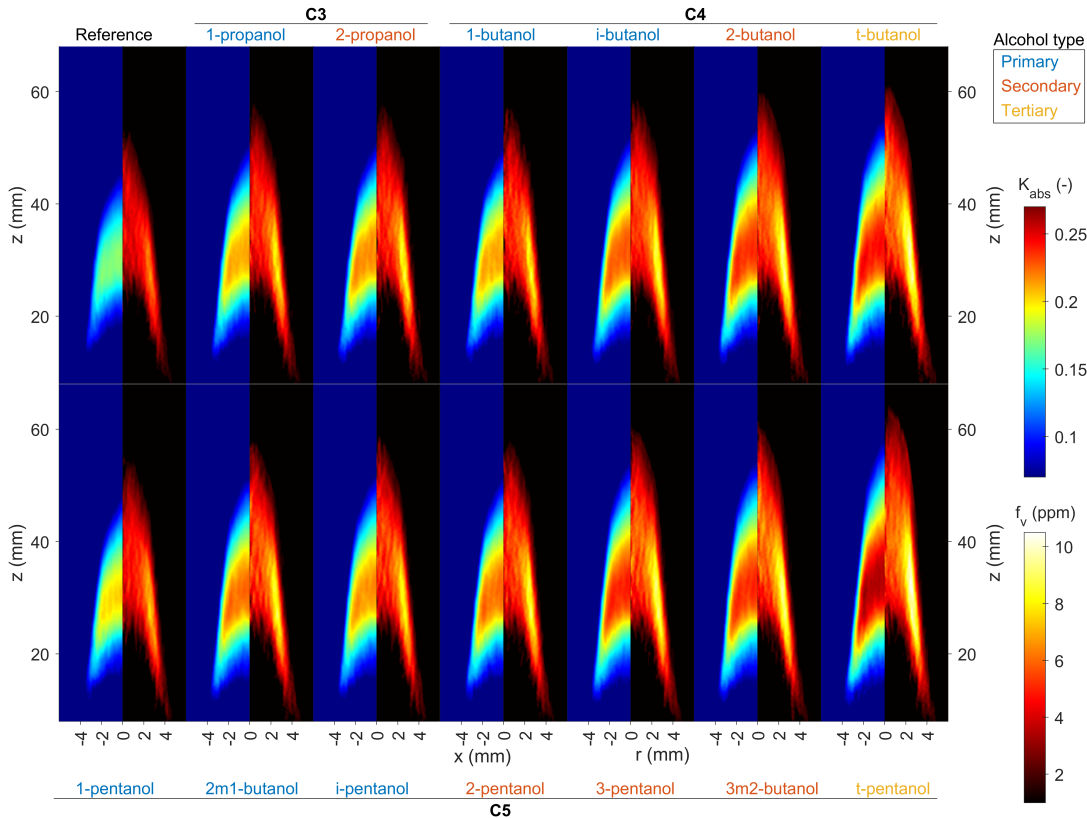 C3 C4
Reference 1-propanol 2-propanol 1-butanol i-butanol 2-butanol t-butanol
Alcohol type
Primary
Secondary
Tertiary
60 60
40 40
20 20
z (mm) z (mm)
K_abs (-)
0.25
0.2
0.15
0.1
60 60
40 40
20 20
z (mm) z (mm)
f_v (ppm)
10
8
6
4
2
-4 -2 0 2 4 -4 -2 0 2 4 -4 -2 0 2 4 -4 -2 0 2 4 -4 -2 0 2 4 -4 -2 0 2 4 -4 -2 0 2 4
x (mm) r (mm)
1-pentanol 2m1-butanol i-pentanol 2-pentanol 3-pentanol 3m2-butanol t-pentanol
C5